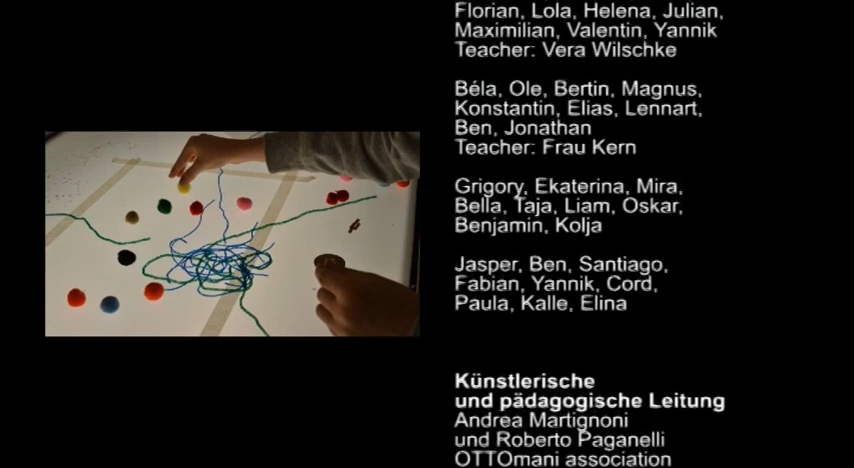 Florian, Lola, Helena, Julian,
Maximilian, Valentin, Yannik
Teacher: Vera Wilschke
Béla, Ole, Bertin, Magnus,
Konstantin, Elias, Lennart,
Ben, Jonathan
Teacher: Frau Kern
Grigory, Ekaterina, Mira,
Bella, Taja, Liam, Oskar,
Benjamin, Kolja
Jasper, Ben, Santiago,
Fabian, Yannik, Cord,
Paula, Kalle, Elina
Künstlerische
und pädagogische Leitung
Andrea Martignoni
und Roberto Paganelli
OTTOmani association